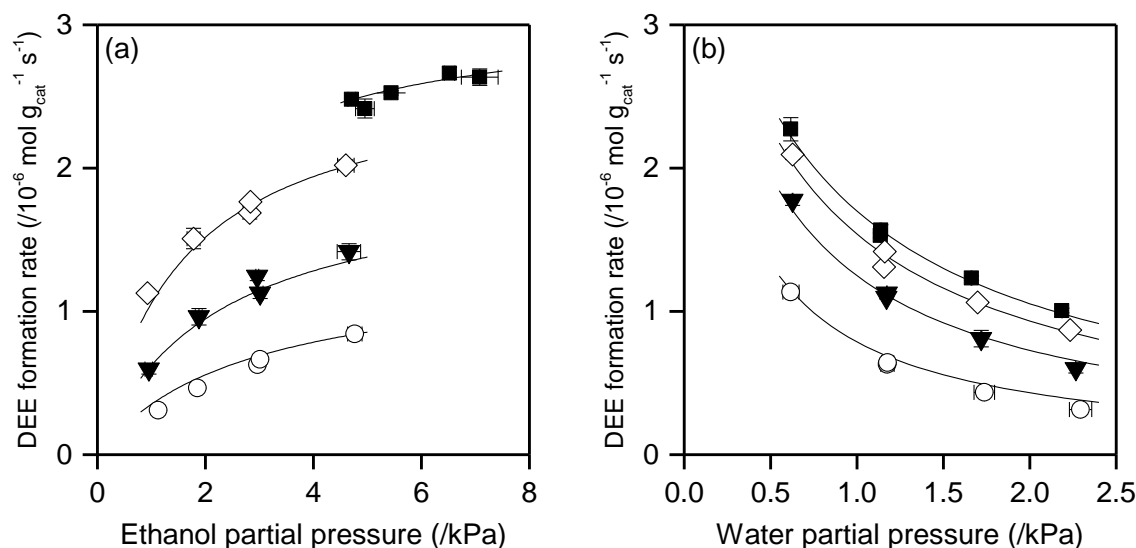 (a)
3
2
1
0
DEE formation rate (/10⁻⁶ mol g_cat⁻¹ s⁻¹)
0 2 4 6 8
Ethanol partial pressure (/kPa)
(b)
3
2
1
0
DEE formation rate (/10⁻⁶ mol g_cat⁻¹ s⁻¹)
0.0 0.5 1.0 1.5 2.0 2.5
Water partial pressure (/kPa)